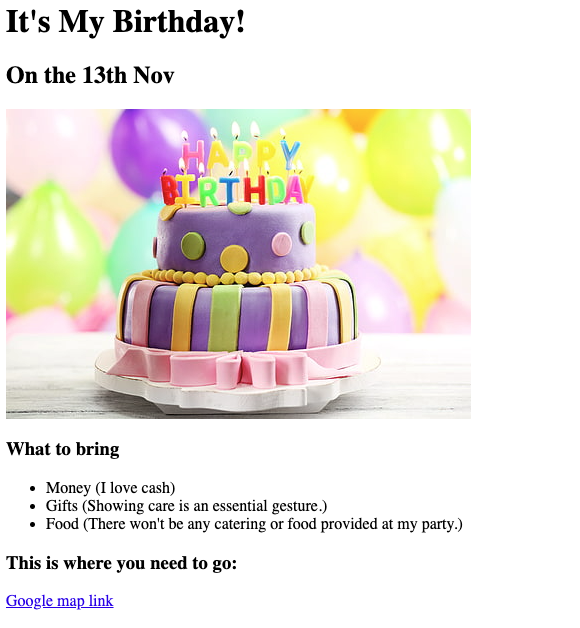 It's My Birthday!
On the 13th Nov
HAPPY
BIRTHDAY
What to bring
Money (I love cash)
Gifts (Showing care is an essential gesture.)
Food (There won't be any catering or food provided at my party.)
This is where you need to go:
Google map link